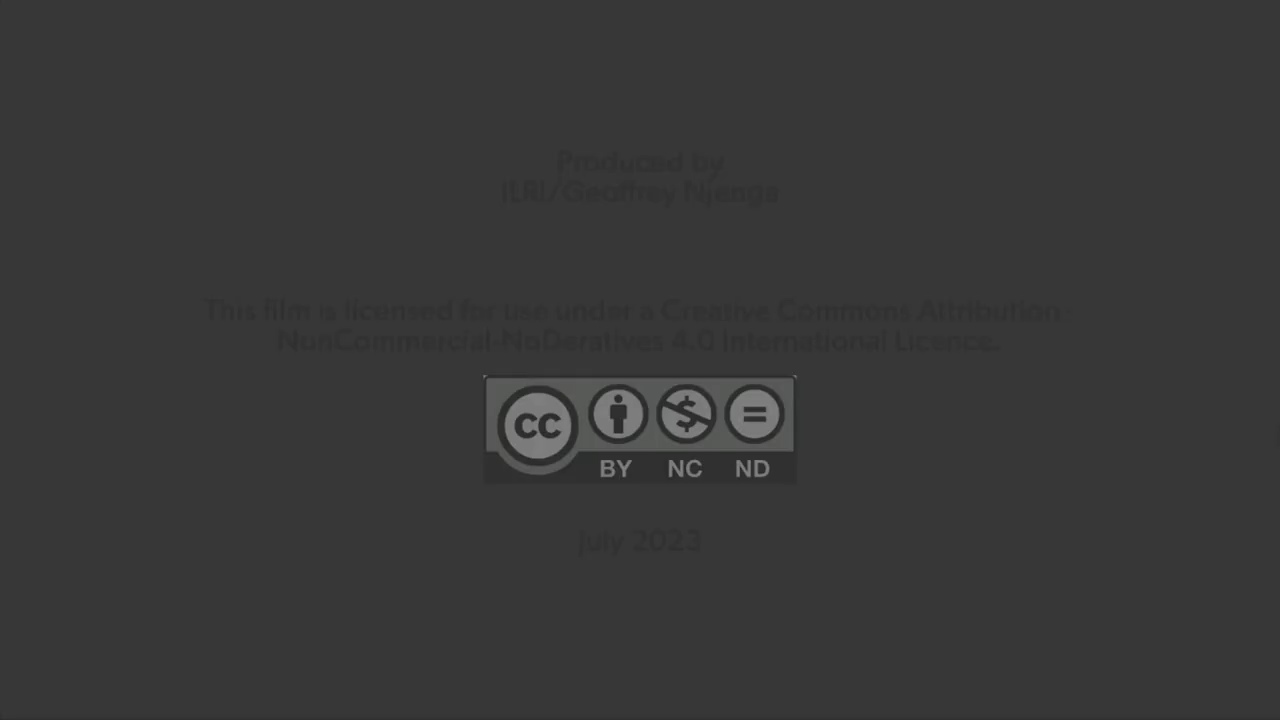 Produced by
ILRI/Geoffrey Njenga
This film is licensed for use under a Creative Commons Attribution-
NonCommercial-NoDeratives 4.0 International Licence.
CC
BY NC ND
July 2023